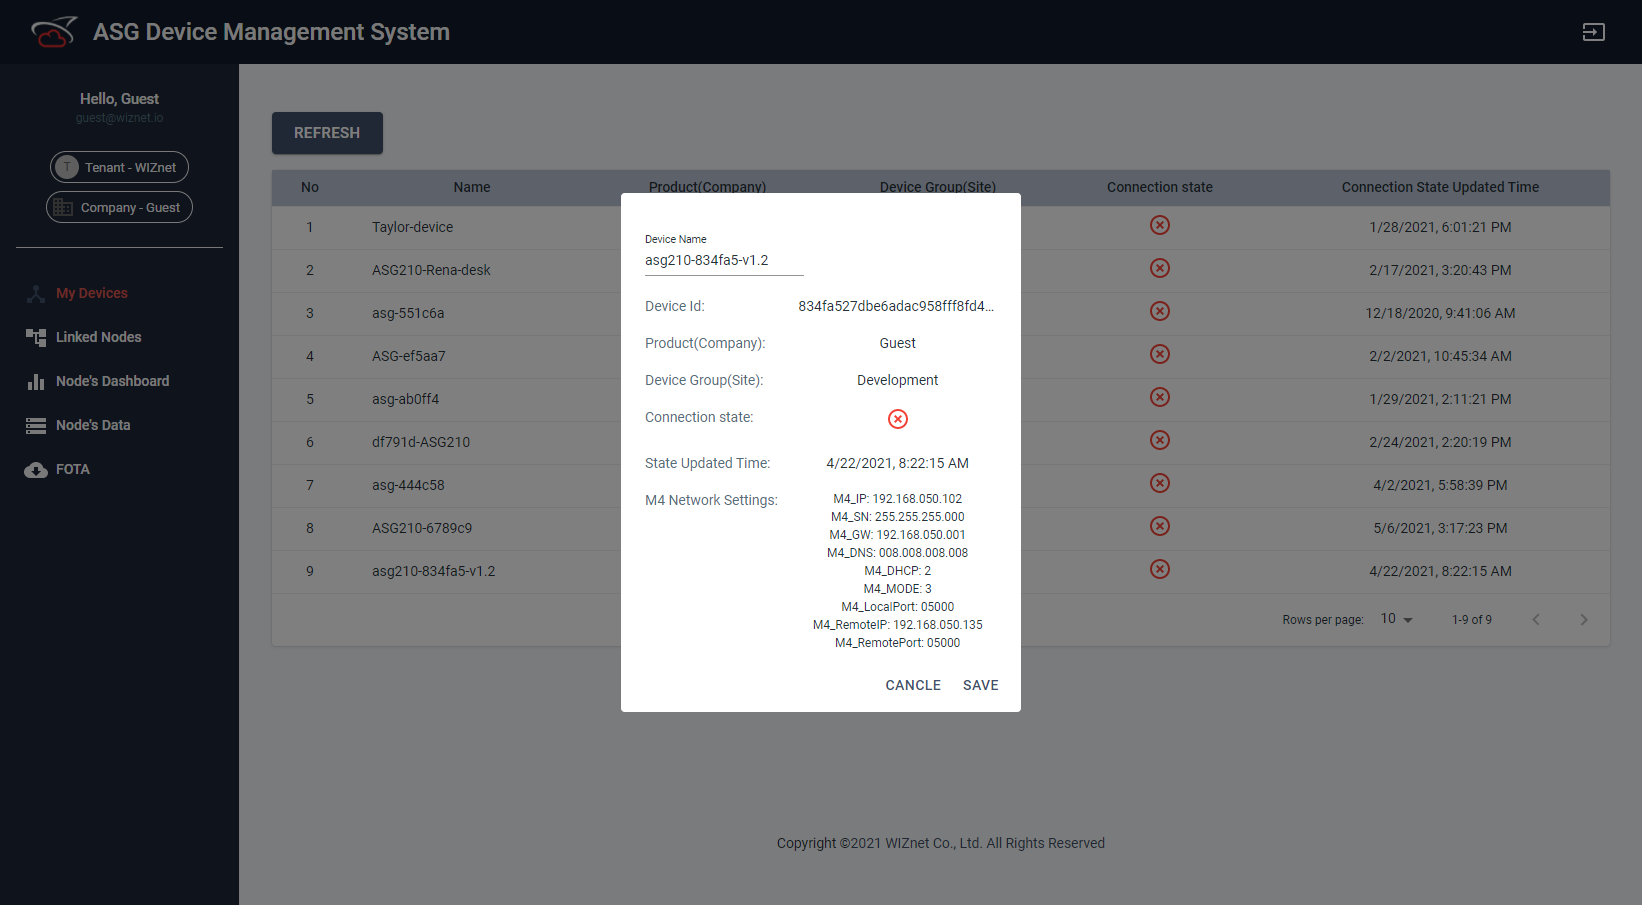 ASG Device Management System
Hello, Guest
guest@wiznet.io
T Tenant - WIZnet
Company - Guest
My Devices
Linked Nodes
Node's Dashboard
Node's Data
FOTA
REFRESH
No Name Product(Company) Device Group(Site) Connection state Connection State Updated Time
1 Taylor-device 1/28/2021, 6:01:21 PM
2 ASG210-Rena-desk 2/17/2021, 3:20:43 PM
3 asg-551c6a 12/18/2020, 9:41:06 AM
4 ASG-ef5aa7 2/2/2021, 10:45:34 AM
5 asg-ab0ff4 1/29/2021, 2:11:21 PM
6 df791d-ASG210 2/24/2021, 2:20:19 PM
7 asg-444c58 4/2/2021, 5:58:39 PM
8 ASG210-6789c9 5/6/2021, 3:17:23 PM
9 asg210-834fa5-v1.2 4/22/2021, 8:22:15 AM
Rows per page: 10 1-9 of 9
Device Name
asg210-834fa5-v1.2
Device Id: 834fa527dbe6adac958fff8fd4...
Product(Company): Guest
Device Group(Site): Development
Connection state:
State Updated Time: 4/22/2021, 8:22:15 AM
M4 Network Settings: M4_IP: 192.168.050.102
M4_SN: 255.255.255.000
M4_GW: 192.168.050.001
M4_DNS: 008.008.008.008
M4_DHCP: 2
M4_MODE: 3
M4_LocalPort: 05000
M4_RemoteIP: 192.168.050.135
M4_RemotePort: 05000
CANCLE SAVE
Copyright ©2021 WIZnet Co., Ltd. All Rights Reserved